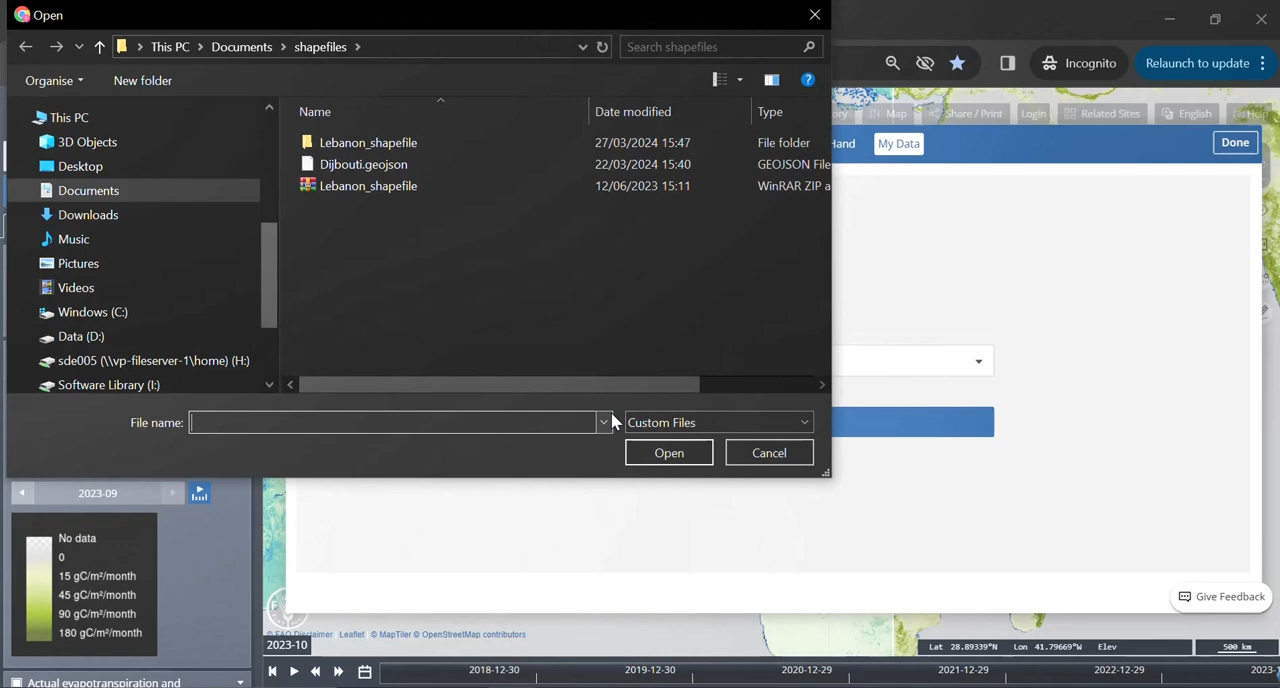 Open
This PC > Documents > shapefiles >
Search shapefiles
Incognito
Relaunch to update
Organise
New folder
Name
Date modified
Type
This PC
3D Objects
Desktop
Documents
Downloads
Music
Pictures
Videos
Windows (C:)
Data (D:)
sde005 (\\vp-fileserver-1\home) (H:)
Software Library (I:)
Lebanon_shapefile 27/03/2024 15:47 File folder
Dijbouti.geojson 22/03/2024 15:40 GEOJSON File
Lebanon_shapefile 12/06/2023 15:11 WinRAR ZIP a
File name:
Custom Files
Open
Cancel
ory
Map
Share / Print
Login
Related Sites
English
Help
Hand
My Data
Done
2023-09
No data
0
15 gC/m²/month
45 gC/m²/month
90 gC/m²/month
180 gC/m²/month
Actual evapotranspiration and
Give Feedback
© FAO Disclaimer | Leaflet | © MapTiler © OpenStreetMap contributors
2023-10
Lat 28.89339°N Lon 41.79669°W Elev
500 km
2018-12-30
2019-12-30
2020-12-29
2021-12-29
2022-12-29
2023-1